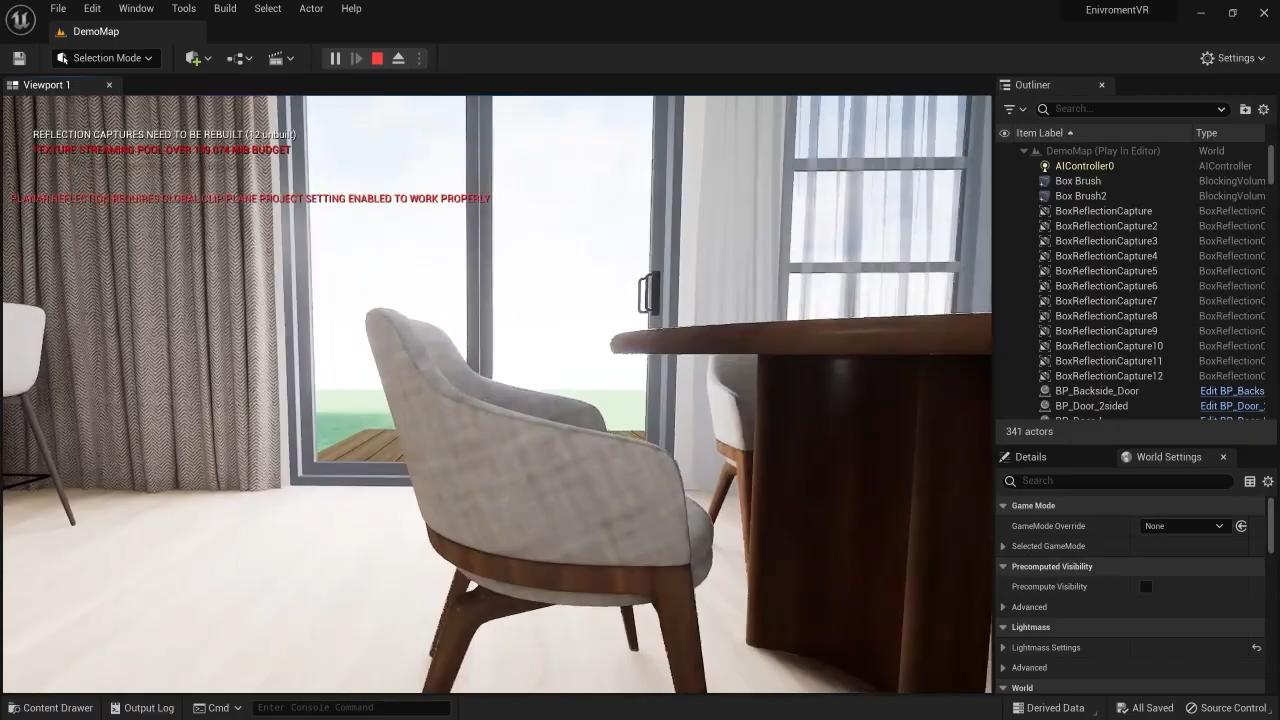 File Edit Window Tools Build Select Actor Help
EnivromentVR
DemoMap
Selection Mode
Settings
Viewport 1
REFLECTION CAPTURES NEED TO BE REBUILT (12 unbuilt)
TEXTURE STREAMING POOL OVER
MIB BUDGET
PLANAR REFLECTION REQUIRES GLOBAL CLIP PLANE PROJECT SETTING ENABLED TO WORK PROPERLY
Outliner
Search...
Item Label Type
DemoMap (Play In Editor) World
AIController0 AIController
Box Brush BlockingVolum
Box Brush2 BlockingVolum
BoxReflectionCapture BoxReflectionC
BoxReflectionCapture2 BoxReflectionC
BoxReflectionCapture3 BoxReflectionC
BoxReflectionCapture4 BoxReflectionC
BoxReflectionCapture5 BoxReflectionC
BoxReflectionCapture6 BoxReflectionC
BoxReflectionCapture7 BoxReflectionC
BoxReflectionCapture8 BoxReflectionC
BoxReflectionCapture9 BoxReflectionC
BoxReflectionCapture10 BoxReflectionC
BoxReflectionCapture11 BoxReflectionC
BoxReflectionCapture12 BoxReflectionC
BP_Backside_Door Edit BP_Backs
BP_Door_2sided Edit BP_Door_
341 actors
Details World Settings
Search
Game Mode
GameMode Override None
Selected GameMode
Precomputed Visibility
Precompute Visibility
Advanced
Lightmass
Lightmass Settings
Advanced
World
Content Drawer Output Log Cmd Enter Console Command Derived Data All Saved Source Control